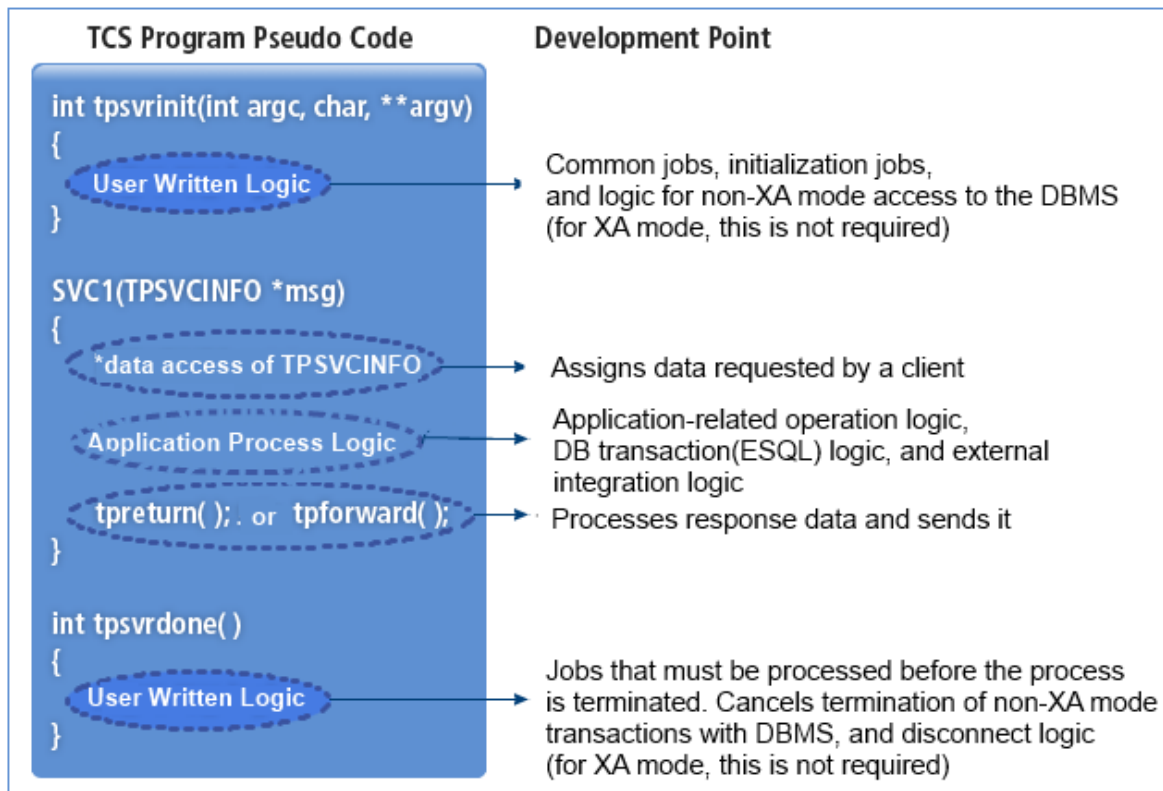 TCS Program Pseudo Code
Development Point
int tpsvrinit(int argc, char, **argv)
{
User Written Logic
}
Common jobs, initialization jobs,
and logic for non-XA mode access to the DBMS
(for XA mode, this is not required)
SVC1(TPSVCINFO *msg)
{
*data access of TPSVCINFO
Assigns data requested by a client
Application Process Logic
Application-related operation logic,
DB transaction(ESQL) logic, and external
integration logic
tpreturn( );. or tpforward( );
Processes response data and sends it
}
int tpsvrdone( )
{
User Written Logic
}
Jobs that must be processed before the process
is terminated. Cancels termination of non-XA mode
transactions with DBMS, and disconnect logic
(for XA mode, this is not required)